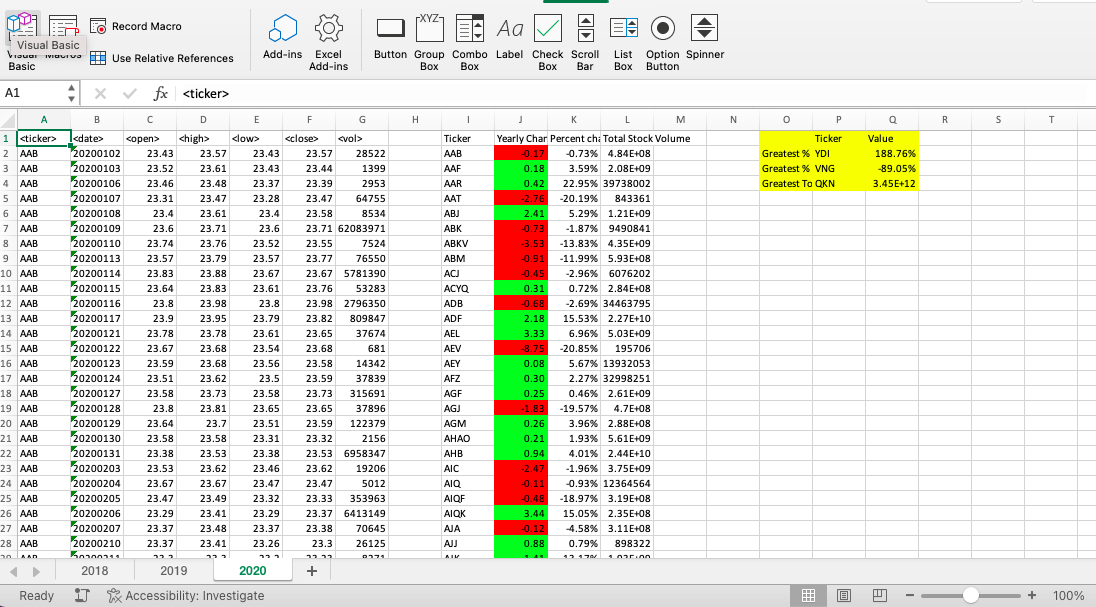 Record Macro
Visual Basic
Visual Macros
Basic
Use Relative References
Add-ins Excel Add-ins
Button Group Box Combo Box Label Check Box Scroll Bar List Box Option Button Spinner
XYZ Aa
A1 fx <ticker>
A B C D E F G H I J K L M N O P Q R S T
1 <ticker> <date> <open> <high> <low> <close> <vol> Ticker Yearly Char Percent cha Total Stock Volume Ticker Value
2 AAB 20200102 23.43 23.57 23.43 23.57 28522 AAB -0.17 -0.73% 4.84E+08 Greatest % YDI 188.76%
3 AAB 20200103 23.52 23.61 23.43 23.44 1399 AAF 0.18 3.59% 2.08E+09 Greatest % VNG -89.05%
4 AAB 20200106 23.46 23.48 23.37 23.39 2953 AAR 0.42 22.95% 39738002 Greatest To QKN 3.45E+12
5 AAB 20200107 23.31 23.47 23.28 23.47 64755 AAT -2.76 -20.19% 843361
6 AAB 20200108 23.4 23.61 23.4 23.58 8534 ABJ 2.41 5.29% 1.21E+09
7 AAB 20200109 23.6 23.71 23.6 23.71 62083971 ABK -0.73 -1.87% 9490841
8 AAB 20200110 23.74 23.76 23.52 23.55 7524 ABKV -3.53 -13.83% 4.35E+09
9 AAB 20200113 23.57 23.79 23.57 23.77 76550 ABM -0.91 -11.99% 5.93E+08
10 AAB 20200114 23.83 23.88 23.67 23.67 5781390 ACJ -0.45 -2.96% 6076202
11 AAB 20200115 23.64 23.83 23.61 23.76 53283 ACYQ 0.31 0.72% 2.84E+08
12 AAB 20200116 23.8 23.98 23.8 23.98 2796350 ADB -0.68 -2.69% 34463795
13 AAB 20200117 23.9 23.95 23.79 23.82 809847 ADF 2.18 15.53% 2.27E+10
14 AAB 20200121 23.78 23.78 23.61 23.65 37674 AEL 3.33 6.96% 5.03E+09
15 AAB 20200122 23.67 23.68 23.54 23.68 681 AEV -8.75 -20.85% 195706
16 AAB 20200123 23.59 23.68 23.56 23.58 14342 AEY 0.08 5.67% 13932053
17 AAB 20200124 23.51 23.62 23.5 23.59 37839 AFZ 0.30 2.27% 32998251
18 AAB 20200127 23.58 23.73 23.58 23.73 315691 AGF 0.25 0.46% 2.61E+09
19 AAB 20200128 23.8 23.81 23.65 23.65 37896 AGJ -1.83 -19.57% 4.7E+08
20 AAB 20200129 23.64 23.7 23.51 23.59 122379 AGM 0.26 3.96% 2.88E+08
21 AAB 20200130 23.58 23.58 23.31 23.32 2156 AHAO 0.21 1.93% 5.61E+09
22 AAB 20200131 23.38 23.53 23.38 23.53 6958347 AHB 0.94 4.01% 2.44E+10
23 AAB 20200203 23.53 23.62 23.46 23.62 19206 AIC -2.47 -1.96% 3.75E+09
24 AAB 20200204 23.67 23.67 23.47 23.47 5012 AIQ -0.11 -0.93% 12364564
25 AAB 20200205 23.47 23.49 23.32 23.33 353963 AIQF -0.48 -18.97% 3.19E+08
26 AAB 20200206 23.29 23.41 23.29 23.37 6413149 AIQK 3.44 15.05% 2.35E+08
27 AAB 20200207 23.37 23.48 23.37 23.38 70645 AJA -0.12 -4.58% 3.11E+08
28 AAB 20200210 23.37 23.41 23.26 23.3 26125 AJJ 0.88 0.79% 898322
2018 2019 2020 +
Ready Accessibility: Investigate 100%